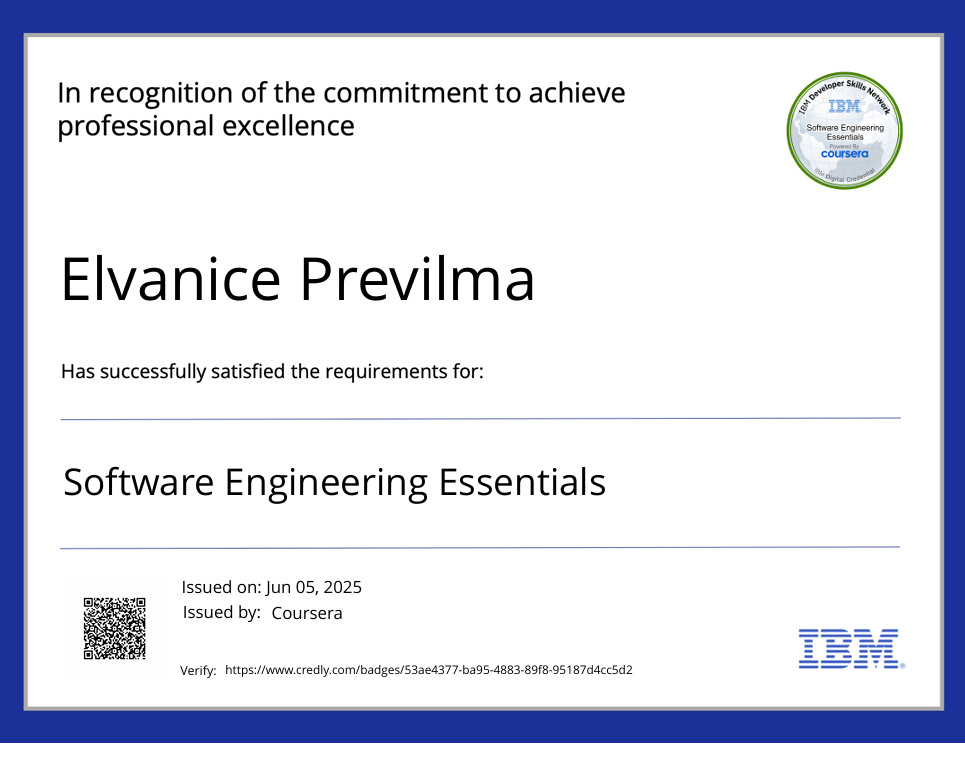 In recognition of the commitment to achieve
professional excellence
IBM Developer Skills Network
IBM
Software Engineering
Essentials
Powered By
coursera
IBM Digital Credential
Elvanice Previlma
Has successfully satisfied the requirements for:
Software Engineering Essentials
Issued on: Jun 05, 2025
Issued by: Coursera
Verify: https://www.credly.com/badges/53ae4377-ba95-4883-89f8-95187d4cc5d2
IBM®